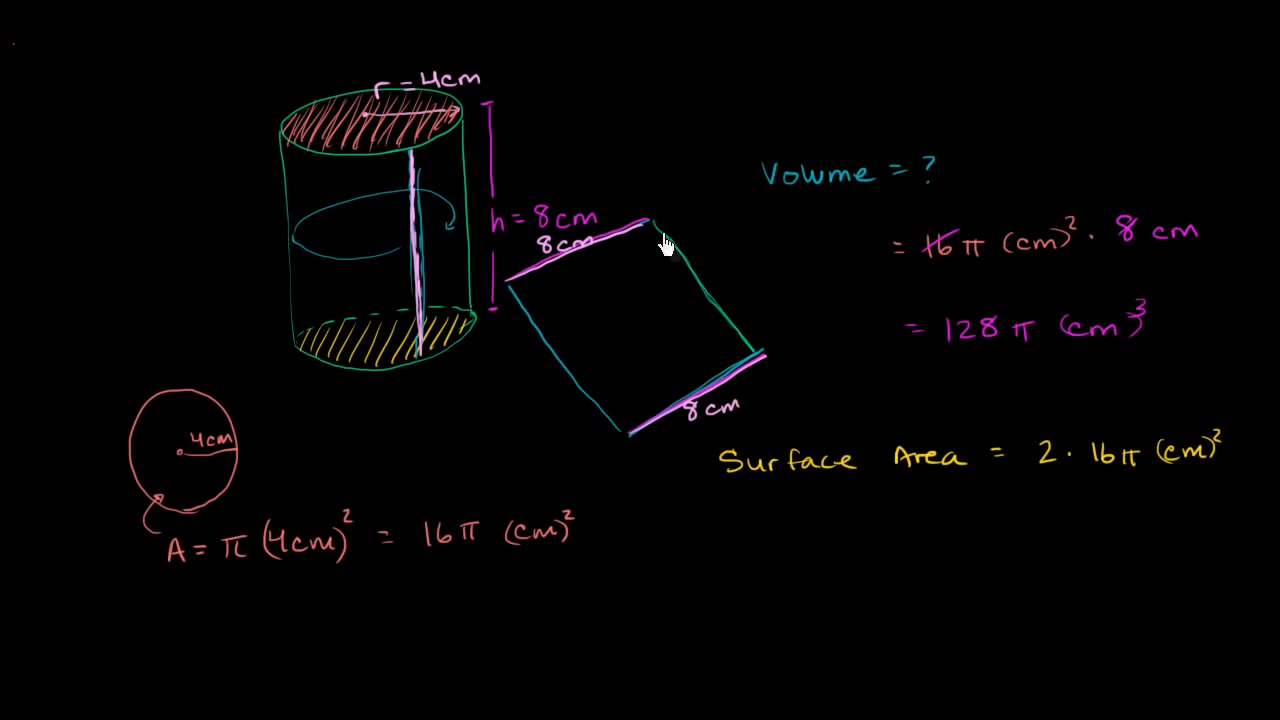 r = 4cm
h = 8cm
8cm
8cm
Volume = ?
= 16π (cm)² · 8 cm
= 128π (cm)³
Surface Area = 2 · 16π (cm)²
4cm
A = π (4cm)² = 16π (cm)²